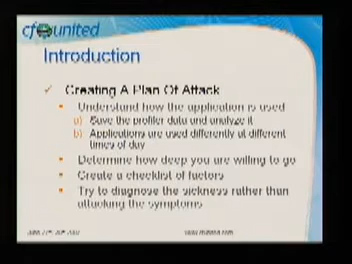 cf united
Introduction
Creating A Plan Of Attack
Understand how the application is used
a) Save the profiler data and analyze it
b) Applications are used differently at different
times of day
Determine how deep you are willing to go
Create a checklist of factors
Try to diagnose the sickness rather than
attacking the symptoms